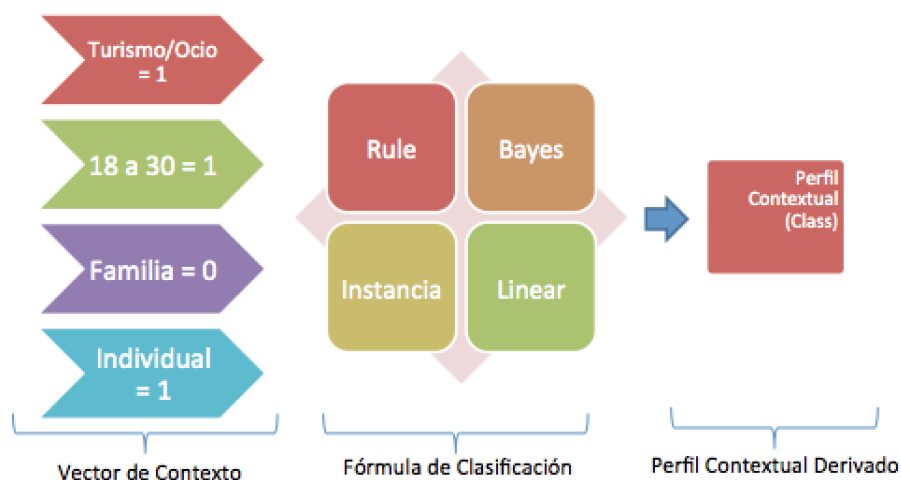 Turismo/Ocio
= 1
18 a 30 = 1
Familia = 0
Individual
= 1
Vector de Contexto
Rule
Bayes
Instancia
Linear
Fórmula de Clasificación
Perfil
Contextual
(Class)
Perfil Contextual Derivado